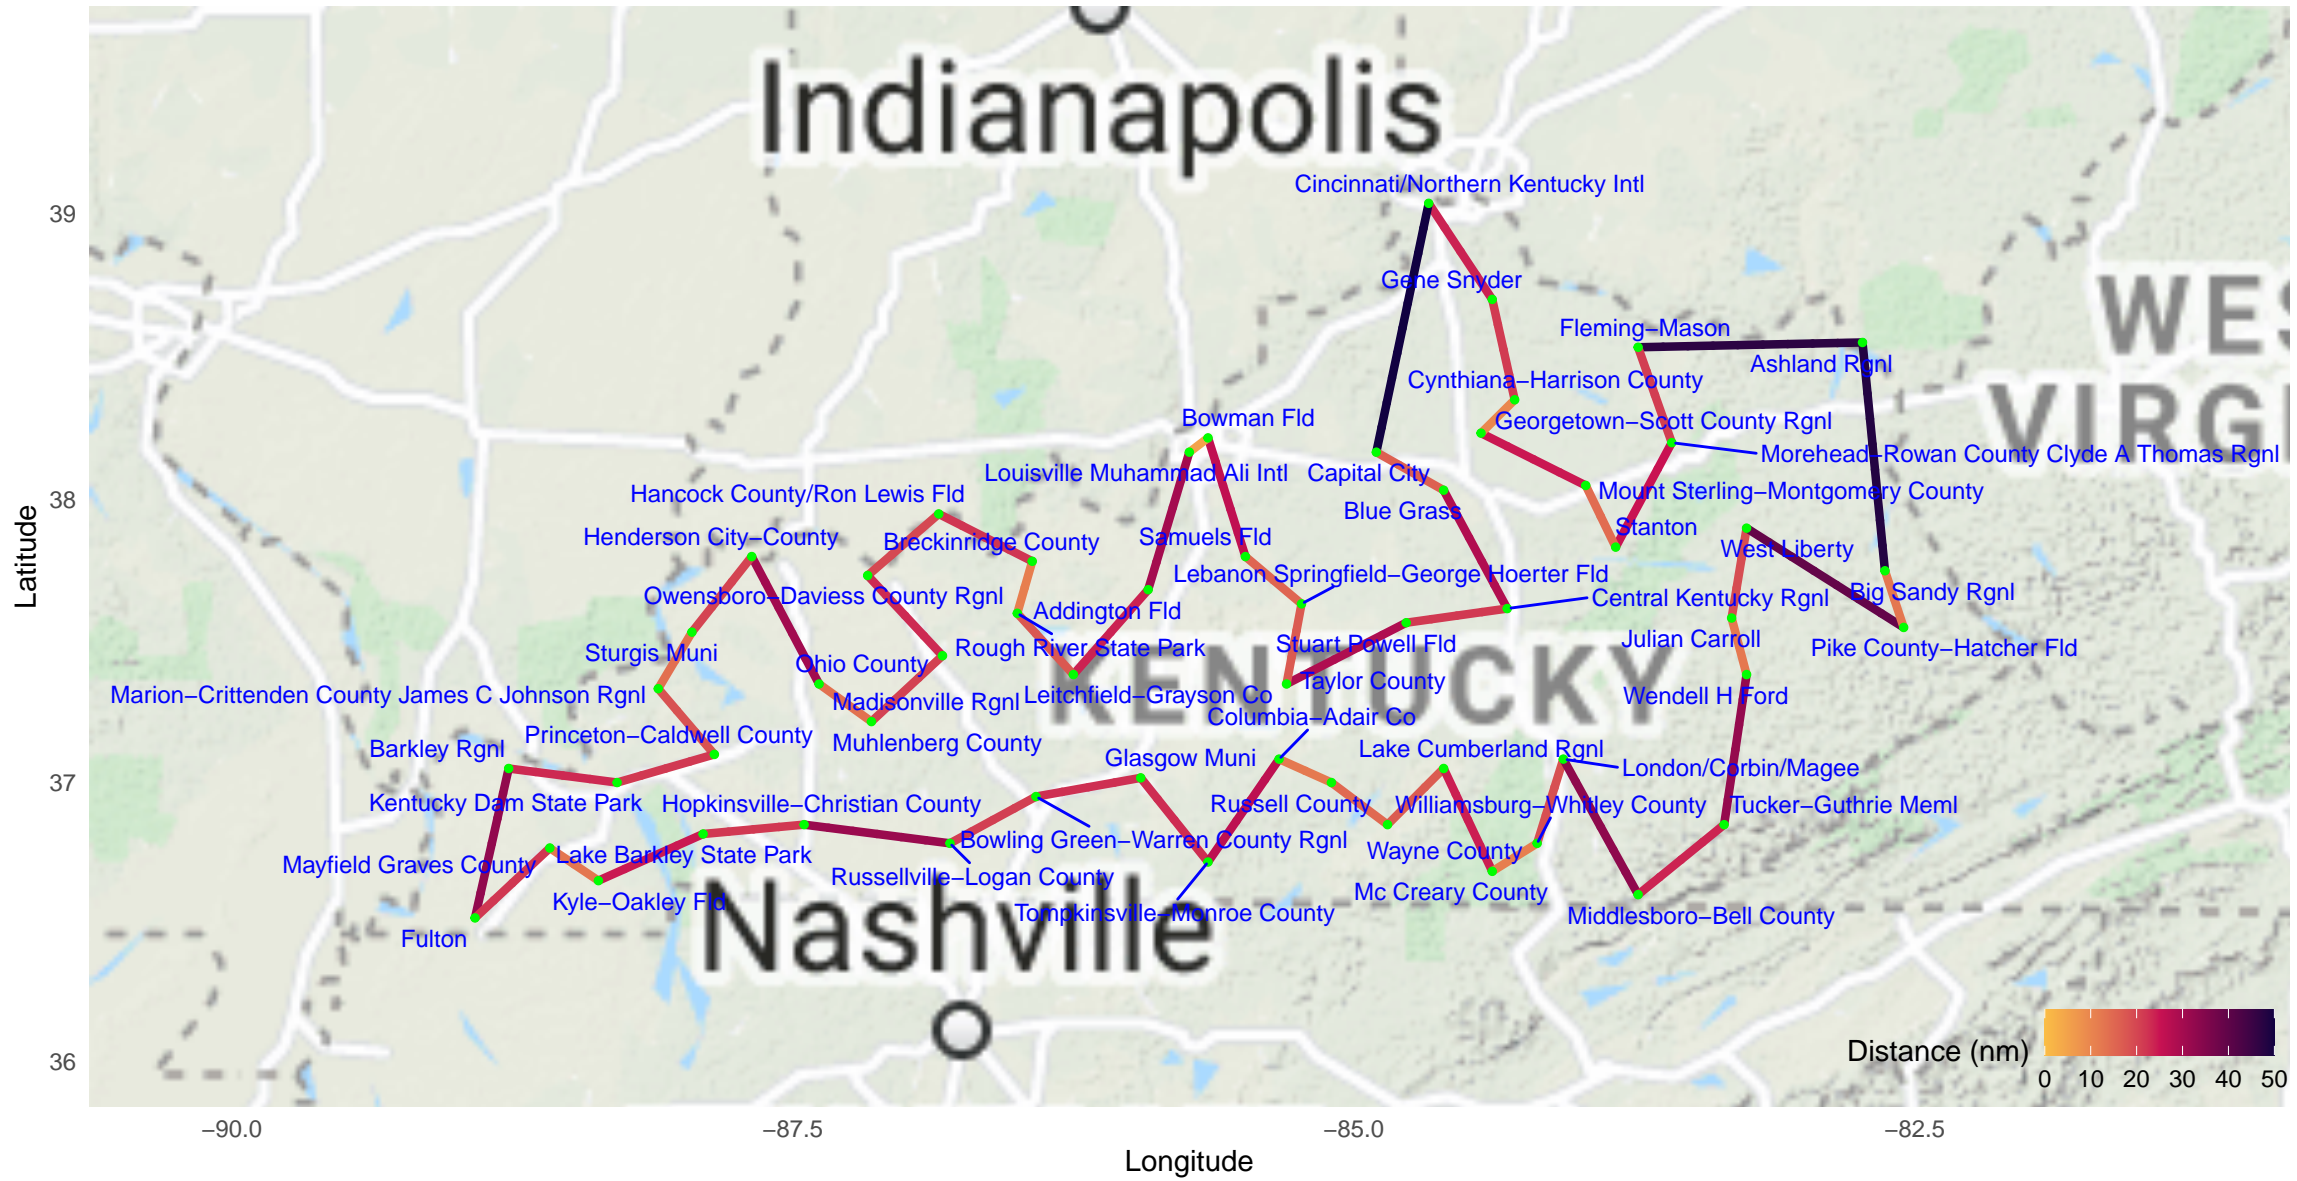 Indianapolis
Cincinnati/Northern Kentucky Intl
39
Gene Snyder
WES
Fleming−Mason
Ashland Rgnl
Cynthiana−Harrison County
VIRGI
Bowman Fld
Georgetown−Scott County Rgnl
Morehead−Rowan County Clyde A Thomas Rgnl
Louisville Muhammad Ali Intl
Capital City
Hancock County/Ron Lewis Fld
Mount Sterling−Montgomery County
38
Blue Grass
Stanton
Henderson City−County
Breckinridge County
Samuels Fld
West Liberty
Latitude
Lebanon Springfield−George Hoerter Fld
Owensboro−Daviess County Rgnl
Central Kentucky Rgnl
Big Sandy Rgnl
Addington Fld
Sturgis Muni
Ohio County
Rough River State Park
Stuart Powell Fld
Julian Carroll
Pike County−Hatcher Fld
KENTUCKY
Marion−Crittenden County James C Johnson Rgnl
Madisonville Rgnl
Leitchfield−Grayson Co
Taylor County
Wendell H Ford
Columbia−Adair Co
Princeton−Caldwell County
Barkley Rgnl
Muhlenberg County
Glasgow Muni
Lake Cumberland Rgnl
London/Corbin/Magee
37
Kentucky Dam State Park
Hopkinsville−Christian County
Russell County
Williamsburg−Whitley County
Tucker−Guthrie Meml
Bowling Green−Warren County Rgnl
Mayfield Graves County
Lake Barkley State Park
Wayne County
Russellville−Logan County
Mc Creary County
Kyle−Oakley Fld
Tompkinsville−Monroe County
Middlesboro−Bell County
Fulton
Nashville
36
Distance (nm)
0 10 20 30 40 50
−90.0 −87.5 −85.0 −82.5
Longitude